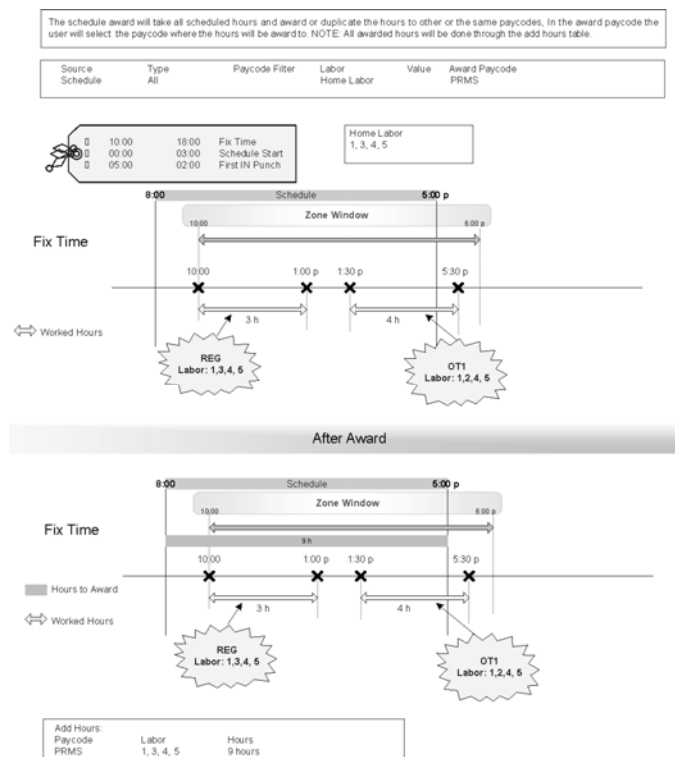 The schedule award will take all scheduled hours and award or duplicate the hours to other or the same paycodes, In the award paycode the
user will select the paycode where the hours will be award to. NOTE: All awarded hours will be done through the add hours table.
Source Type Paycode Filter Labor Value Award Paycode
Schedule All Home Labor PRMS
10:00 18:00 Fix Time
00:00 03:00 Schedule Start
05:00 02:00 First IN Punch
Home Labor
1, 3, 4, 5
8:00 Schedule 5:00 p
Zone Window
10:00 6:00 p
Fix Time
10:00 1:00 p 1:30 p 5:30 p
3 h 4 h
Worked Hours
REG
Labor: 1,3,4, 5
OT1
Labor: 1,2,4, 5
After Award
8:00 Schedule 5:00 p
Zone Window
10:00 6:00 p
Fix Time
9 h
10:00 1:00 p 1:30 p 5:30 p
Hours to Award
3 h 4 h
Worked Hours
REG
Labor: 1,3,4, 5
OT1
Labor: 1,2,4, 5
Add Hours:
Paycode Labor Hours
PRMS 1, 3, 4, 5 9 hours